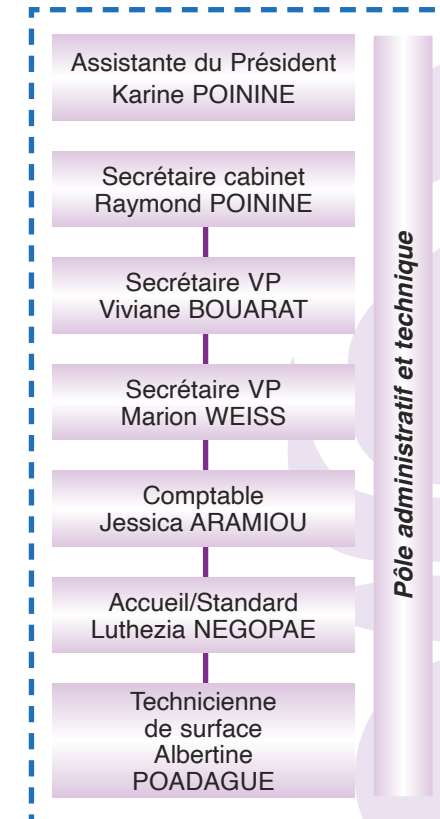 Assistante du Président
Karine POININE
Secrétaire cabinet
Raymond POININE
Secrétaire VP
Viviane BOUARAT
Secrétaire VP
Marion WEISS
Comptable
Jessica ARAMIOU
Accueil/Standard
Luthezia NEGOPAE
Technicienne
de surface
Albertine
POADAGUE
Pôle administratif et technique